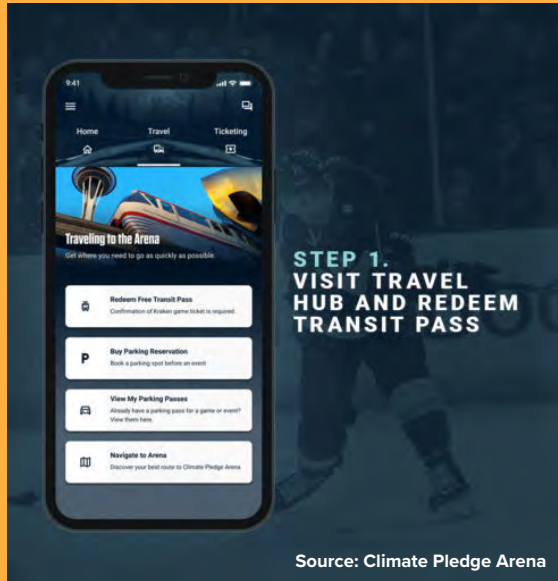 9:41
Home Travel Ticketing
Traveling to the Arena
Get where you need to go as quickly as possible.
Redeem Free Transit Pass
Confirmation of Kraken game ticket is required.
P
Buy Parking Reservation
Book a parking spot before an event
View My Parking Passes
Already have a parking pass for a game or event?
View them here.
Navigate to Arena
Discover your best route to Climate Pledge Arena
STEP 1.
VISIT TRAVEL
HUB AND REDEEM
TRANSIT PASS
Source: Climate Pledge Arena